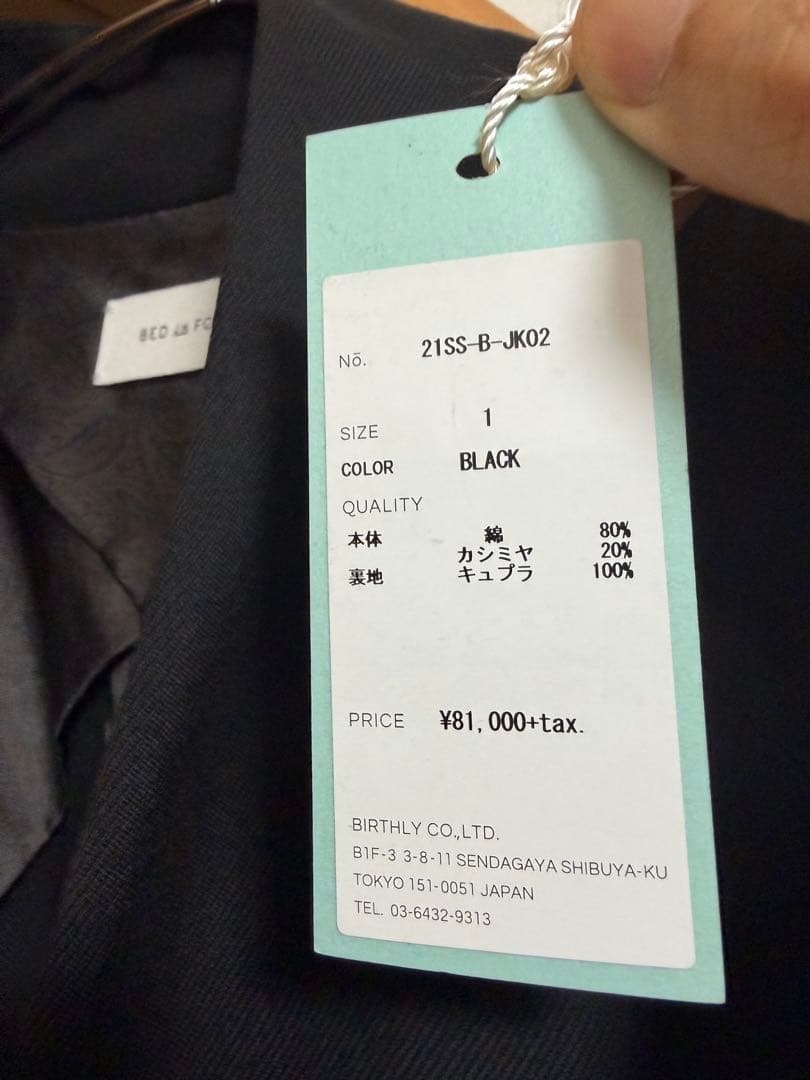 BED
Nō. 21SS-B-JK02
SIZE 1
COLOR BLACK
QUALITY
本体 綿 80%
カシミヤ 20%
裏地 キュプラ 100%
PRICE ¥81,000+tax.
BIRTHLY CO.,LTD.
B1F-3 3-8-11 SENDAGAYA SHIBUYA-KU
TOKYO 151-0051 JAPAN
TEL. 03-6432-9313